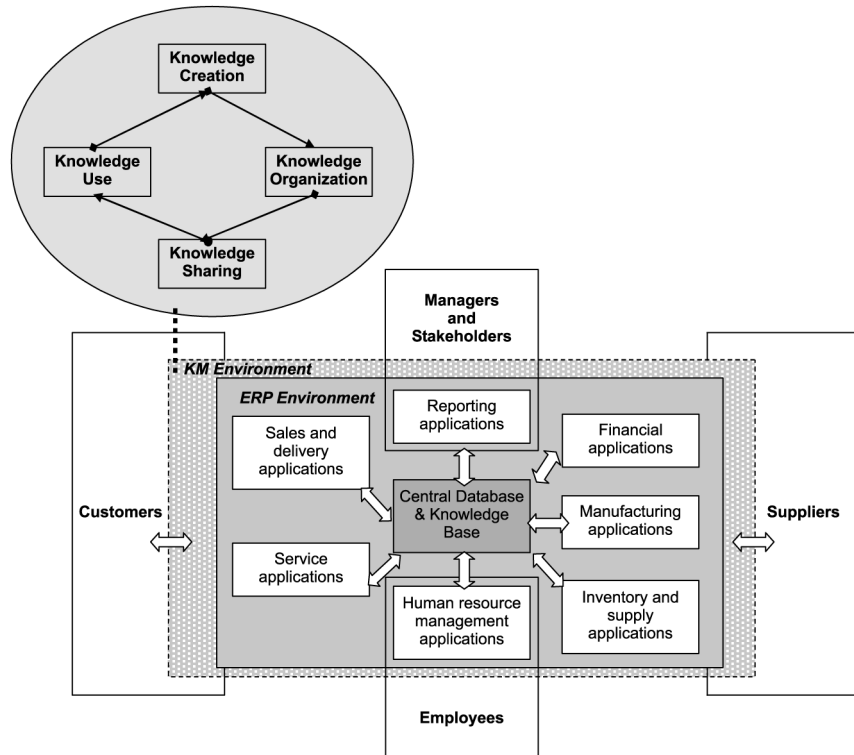 Knowledge
Creation
Knowledge
Use
Knowledge
Organization
Knowledge
Sharing
Managers
and
Stakeholders
KM Environment
ERP Environment
Reporting
applications
Sales and
delivery
applications
Financial
applications
Customers
Central Database
& Knowledge
Base
Manufacturing
applications
Suppliers
Service
applications
Human resource
management
applications
Inventory and
supply
applications
Employees